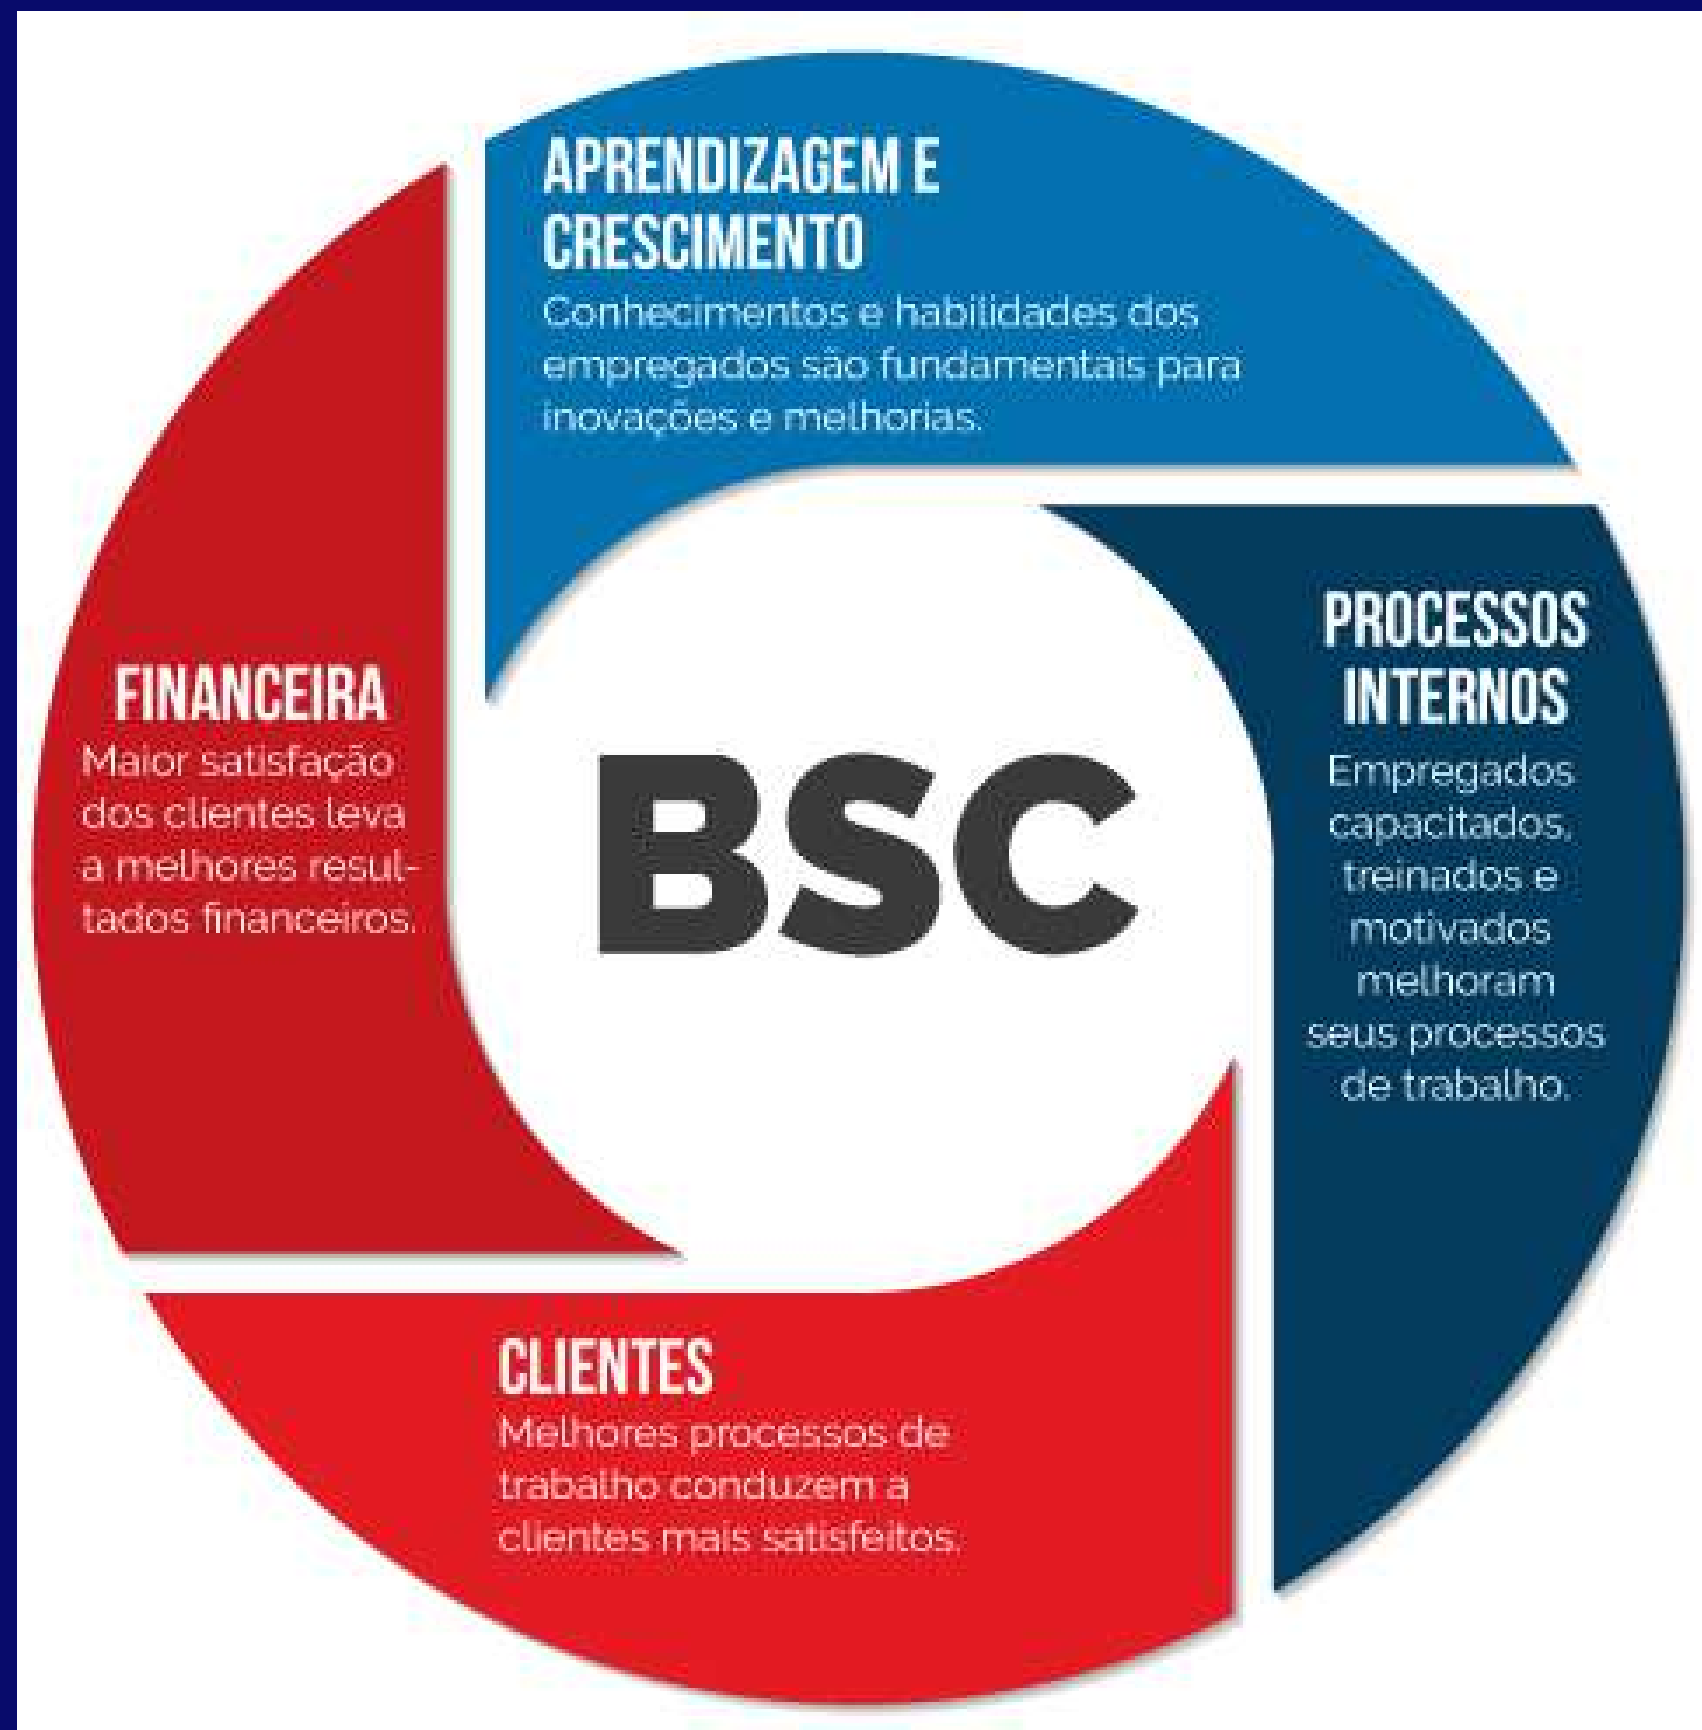 APRENDIZAGEM E
CRESCIMENTO
Conhecimentos e habilidades dos
empregados são fundamentais para
inovações e melhorias.
PROCESSOS
INTERNOS
Empregados
capacitados,
treinados e
motivados
melhoram
seus processos
de trabalho.
FINANCEIRA
Maior satisfação
dos clientes leva
a melhores resul-
tados financeiros.
BSC
CLIENTES
Melhores processos de
trabalho conduzem a
clientes mais satisfeitos.